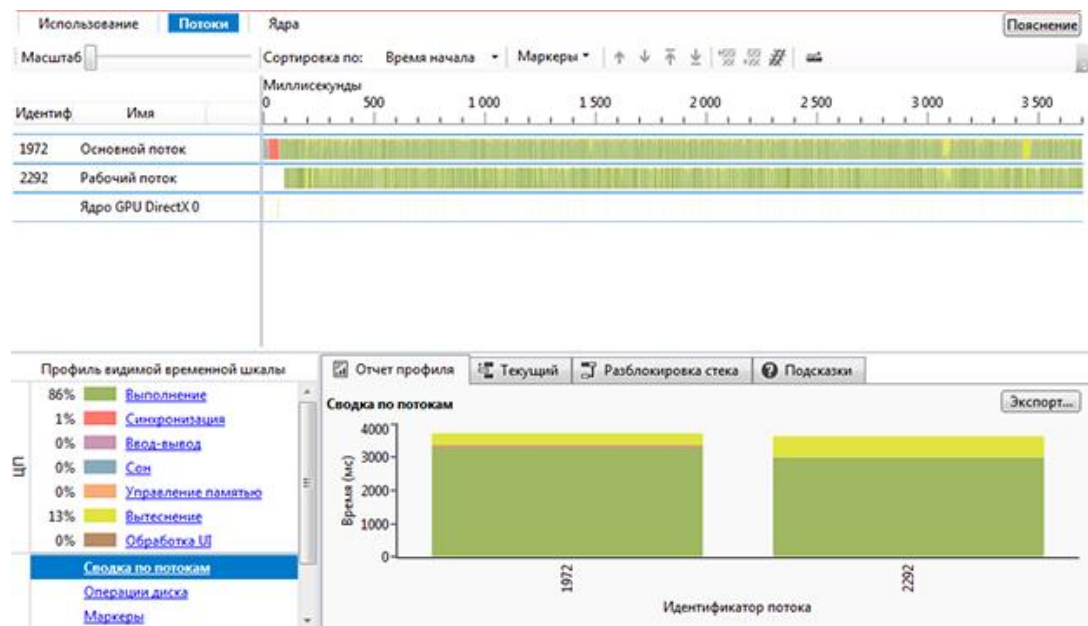 Использование Потоки Ядра Пояснение
Масштаб Сортировка по: Время начала Маркеры
Миллисекунды
Идентиф Имя 0 500 1 000 1 500 2 000 2 500 3 000 3 500
1972 Основной поток
2292 Рабочий поток
Ядро GPU DirectX 0
Профиль видимой временной шкалы
ЦП
86% Выполнение
1% Синхронизация
0% Ввод-вывод
0% Сон
0% Управление памятью
13% Вытеснение
0% Обработка UI
Сводка по потокам
Операции диска
Маркеры
Отчет профиля Текущий Разблокировка стека Подсказки
Сводка по потокам Экспорт...
Время (мс)
4000
3000
2000
1000
0
1972 2292
Идентификатор потока